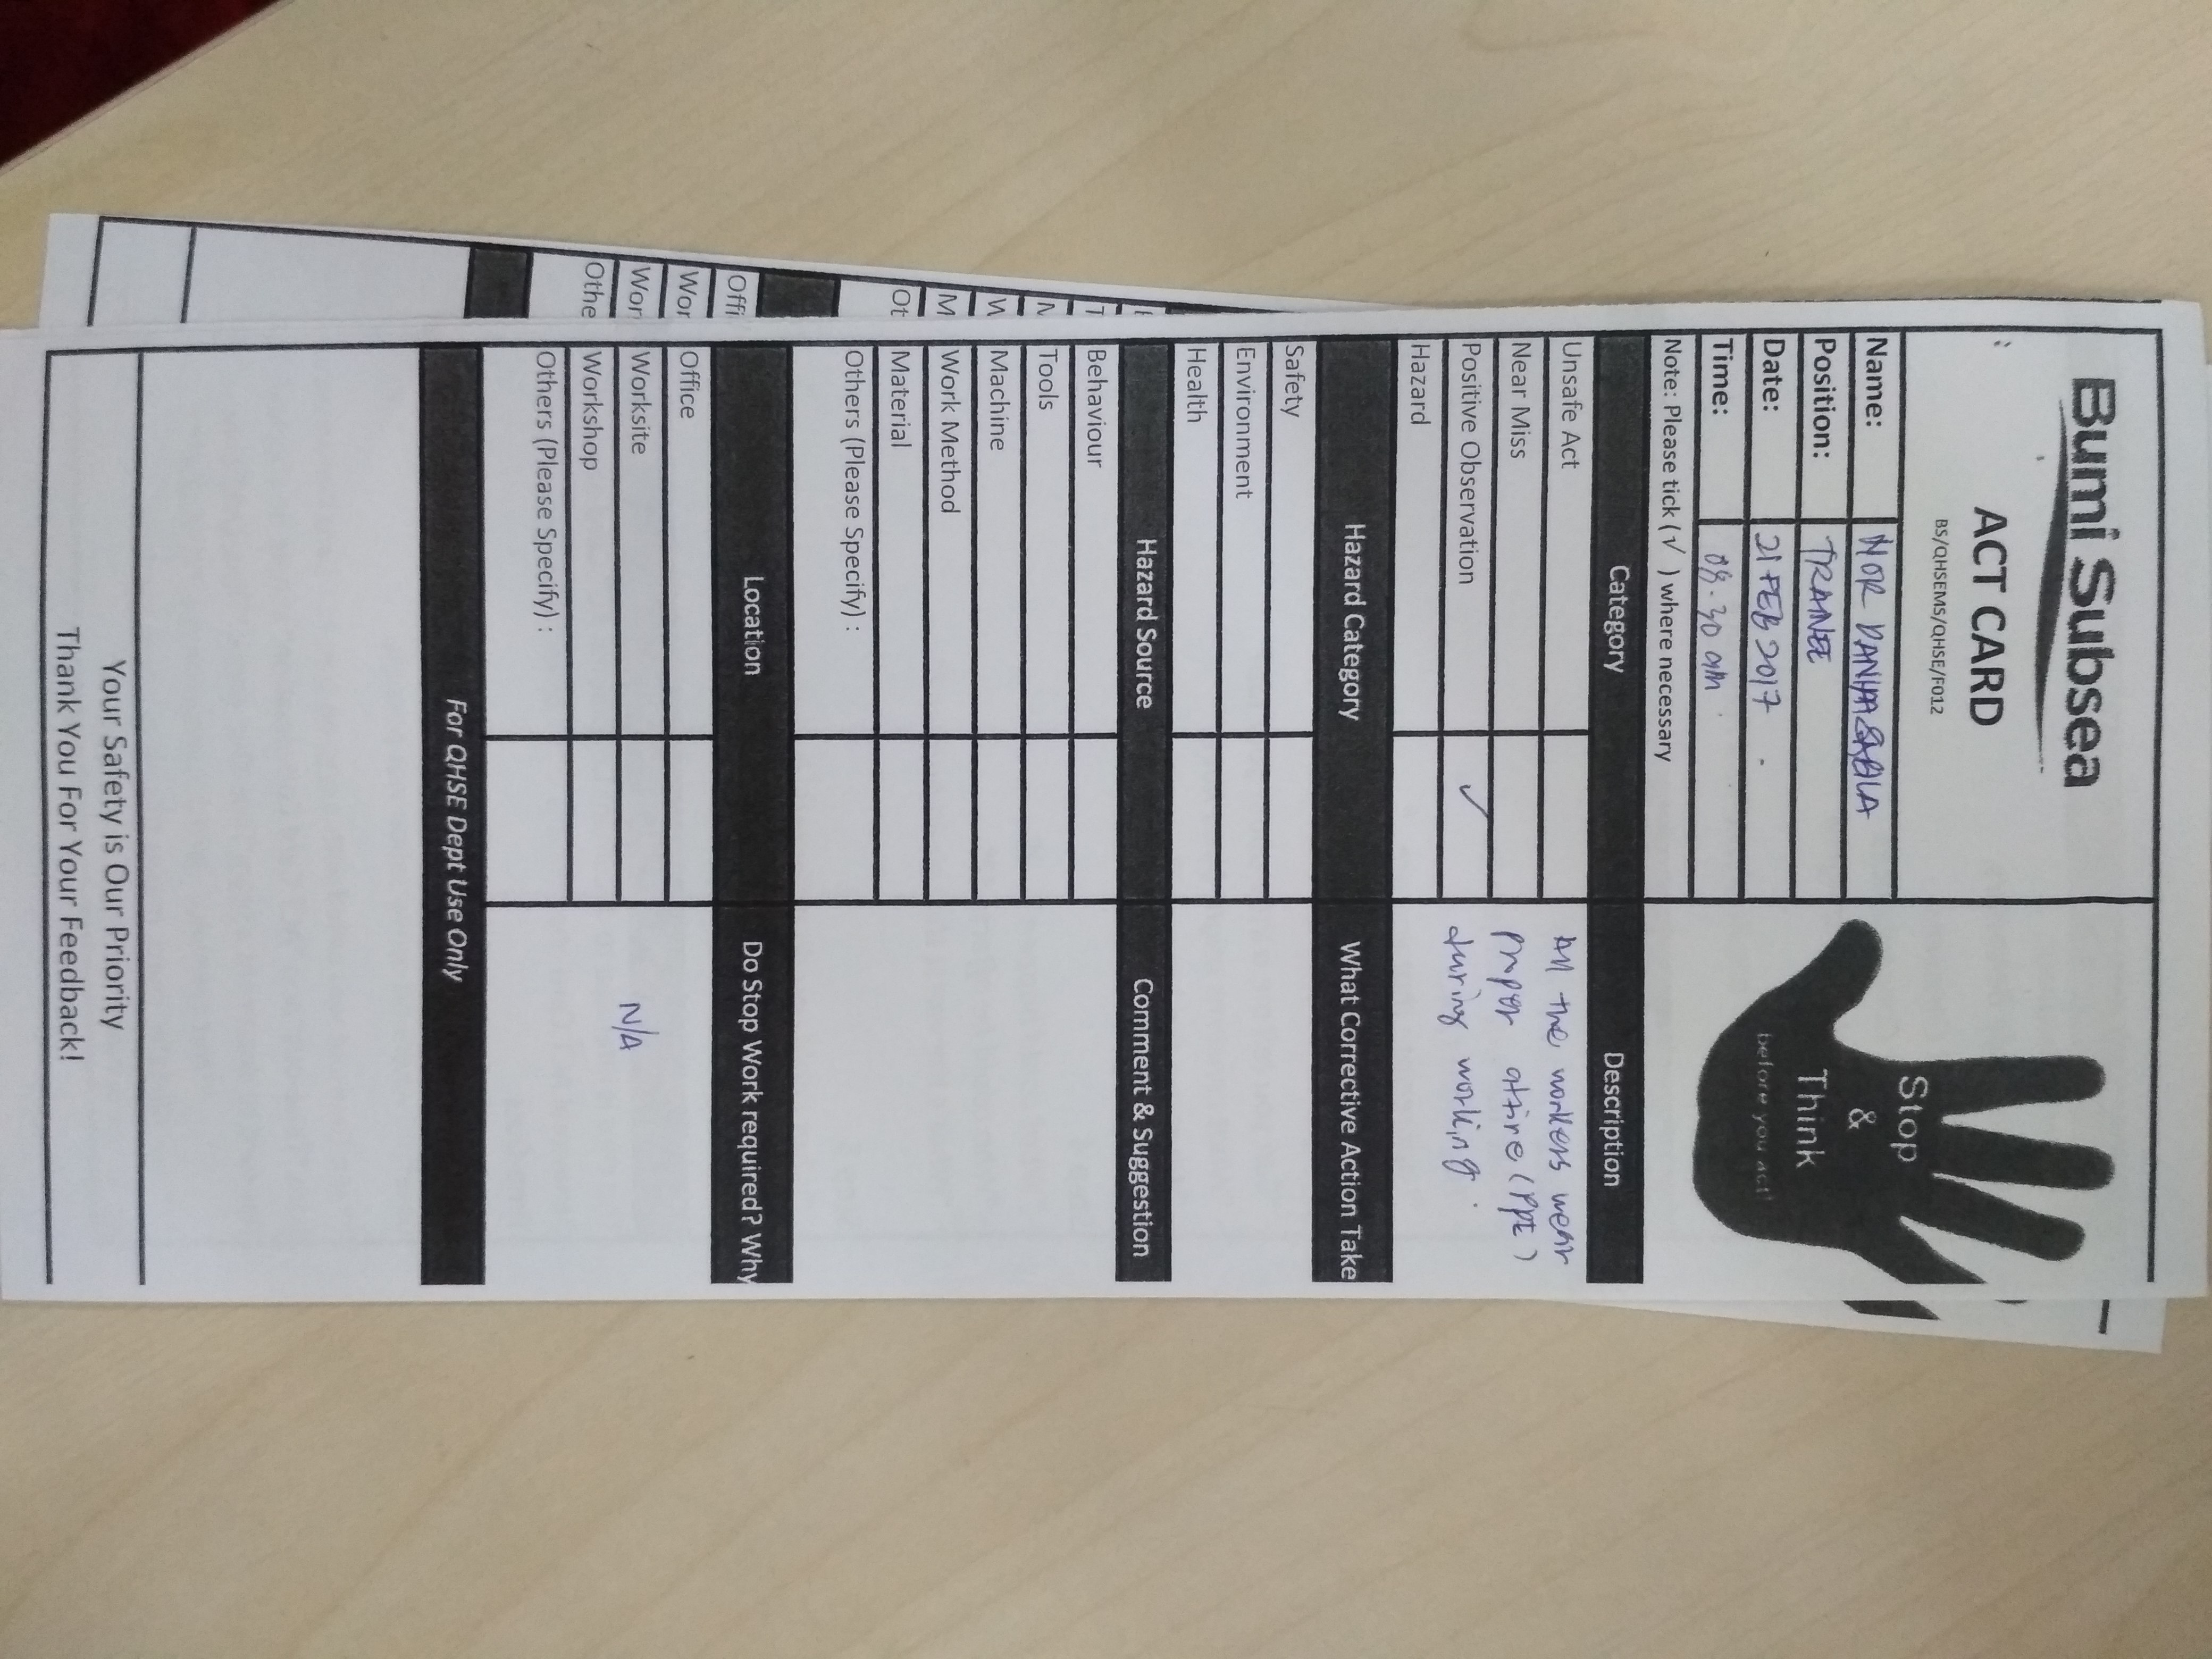 Bumi Subsea
ACT CARD
BS/QHSEMS/QHSE/F012
Stop
&
Think
before you act!
Name: NOR DANIA
Position: TRAINEE
Date: 21 FEB 2017
Time: 08.30 am
Note: Please tick (√ ) where necessary
Category Description
Unsafe Act
Near Miss
Positive Observation ✓
Hazard
All the workers wear
proper attire (PPE)
during working.
Hazard Category What Corrective Action Take
Safety
Environment
Health
Hazard Source Comment & Suggestion
Behaviour
Tools
Machine
Work Method
Material
Others (Please Specify) :
Location Do Stop Work required? Why
Office
Worksite
Workshop
Others (Please Specify) :
N/A
For QHSE Dept Use Only
Your Safety is Our Priority
Thank You For Your Feedback!
T
M
W
M
Ot
Offi
Wor
Wor
Othe